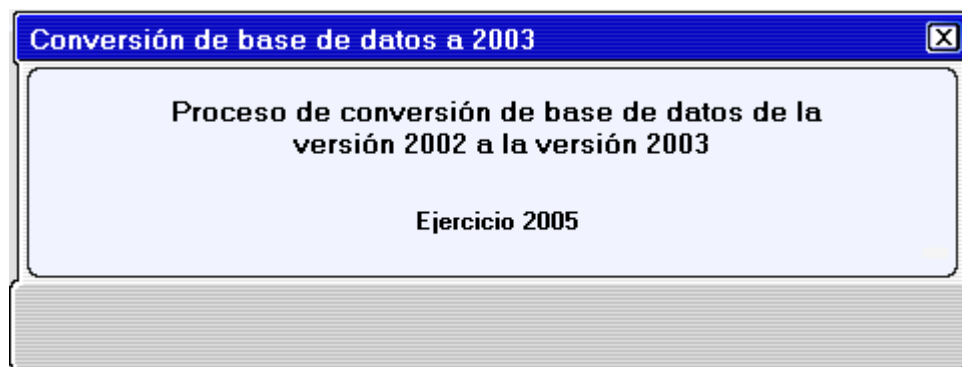 Conversión de base de datos a 2003
Proceso de conversión de base de datos de la
versión 2002 a la versión 2003
Ejercicio 2005